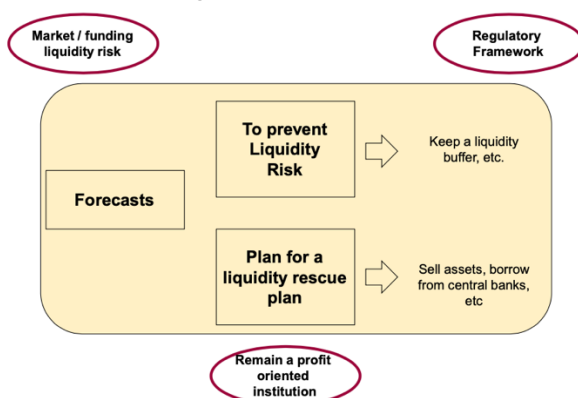 Market / funding
liquidity risk
Regulatory
Framework
To prevent
Liquidity
Risk
Keep a liquidity
buffer, etc.
Forecasts
Plan for a
liquidity rescue
plan
Sell assets, borrow
from central banks,
etc
Remain a profit
oriented
institution